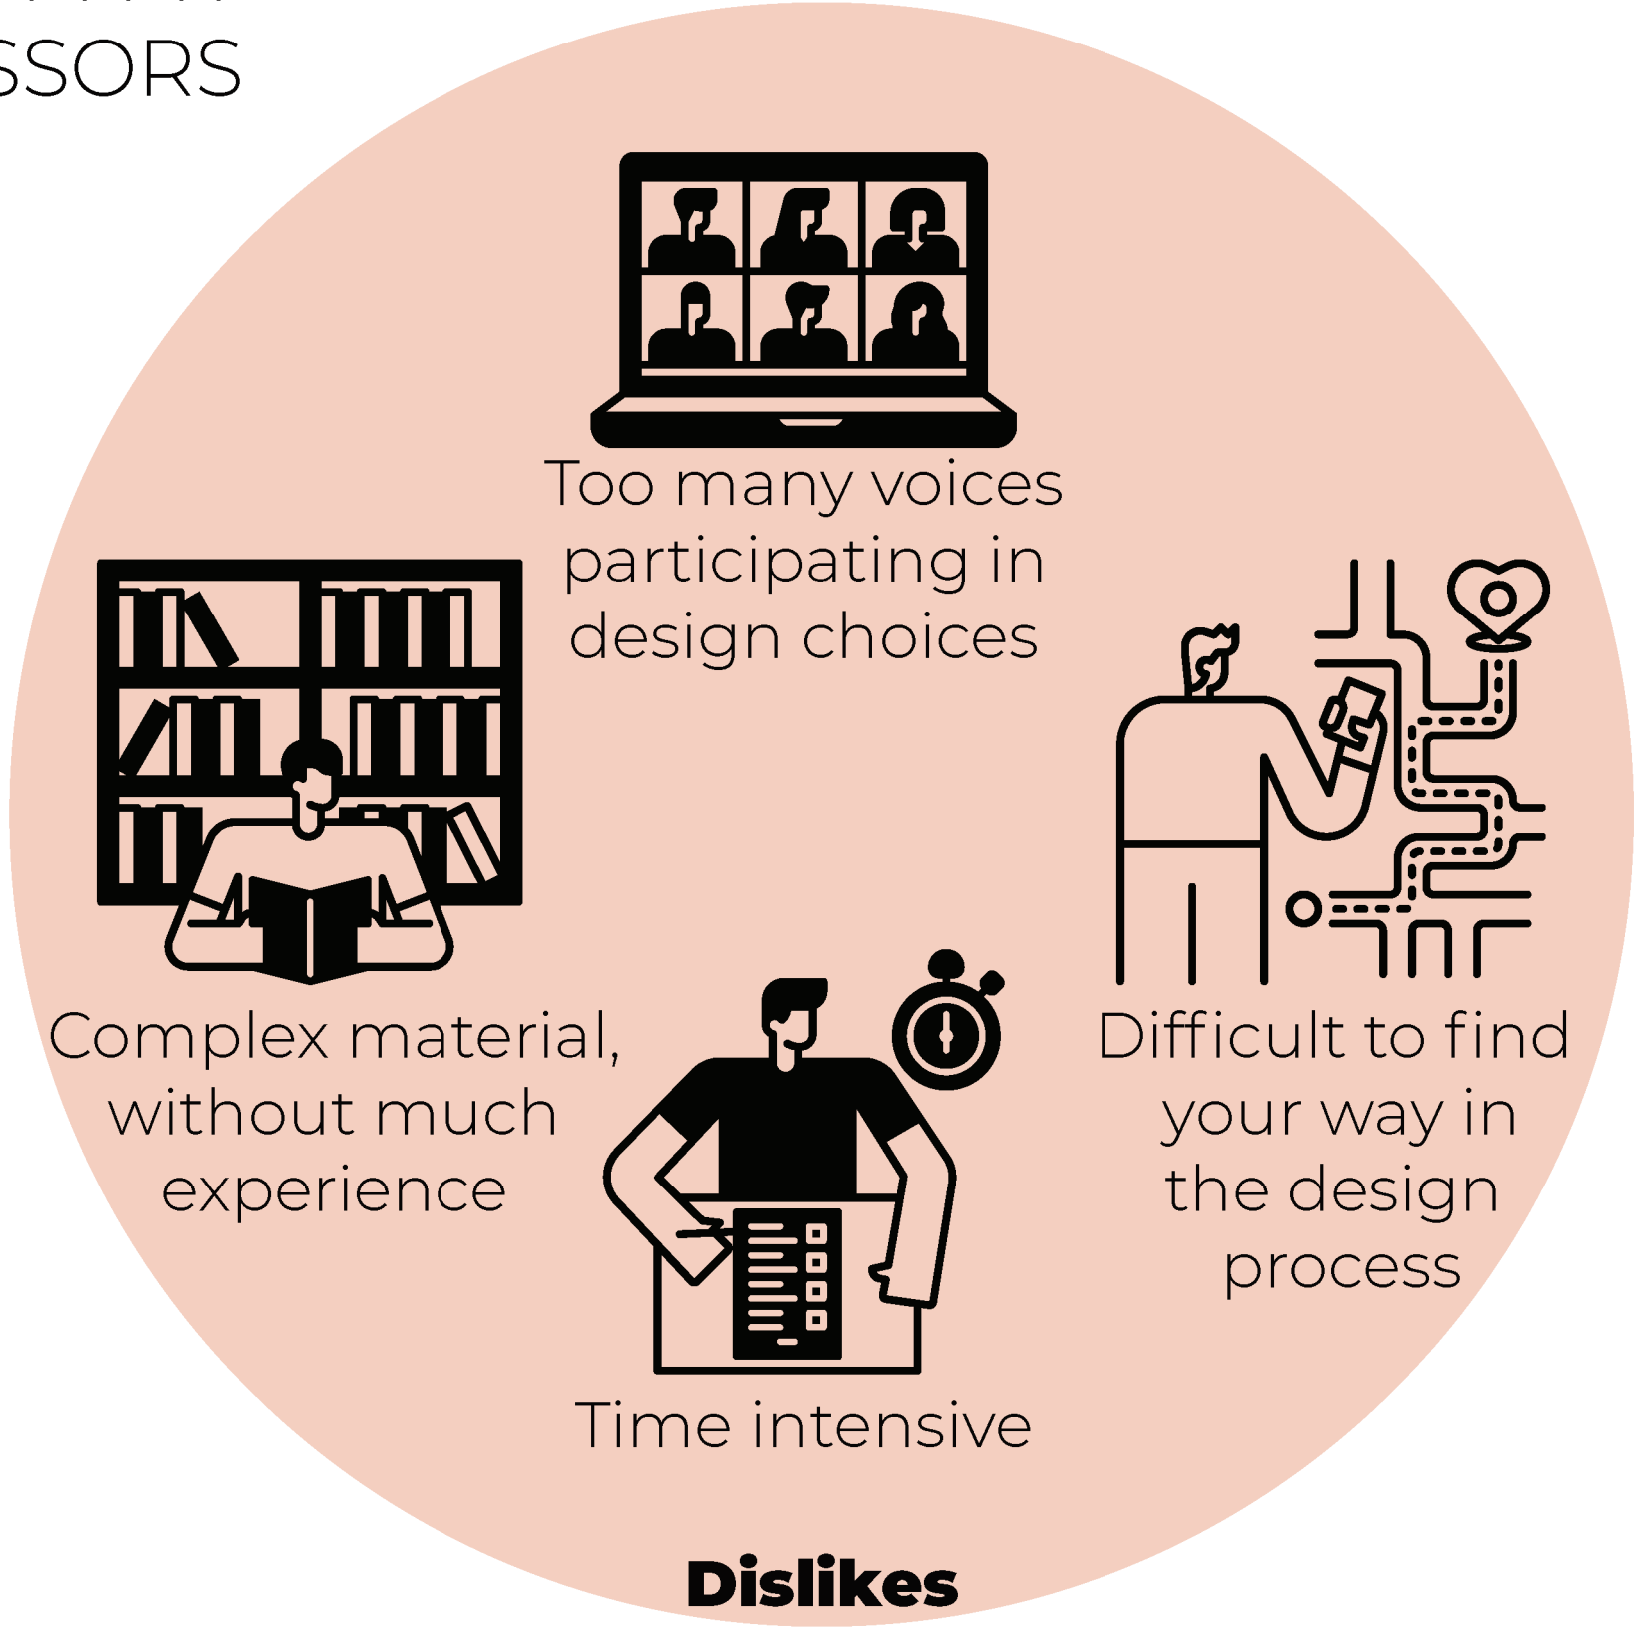 SSORS
Too many voices
participating in
design choices
Complex material,
without much
experience
Difficult to find
your way in
the design
process
Time intensive
Dislikes